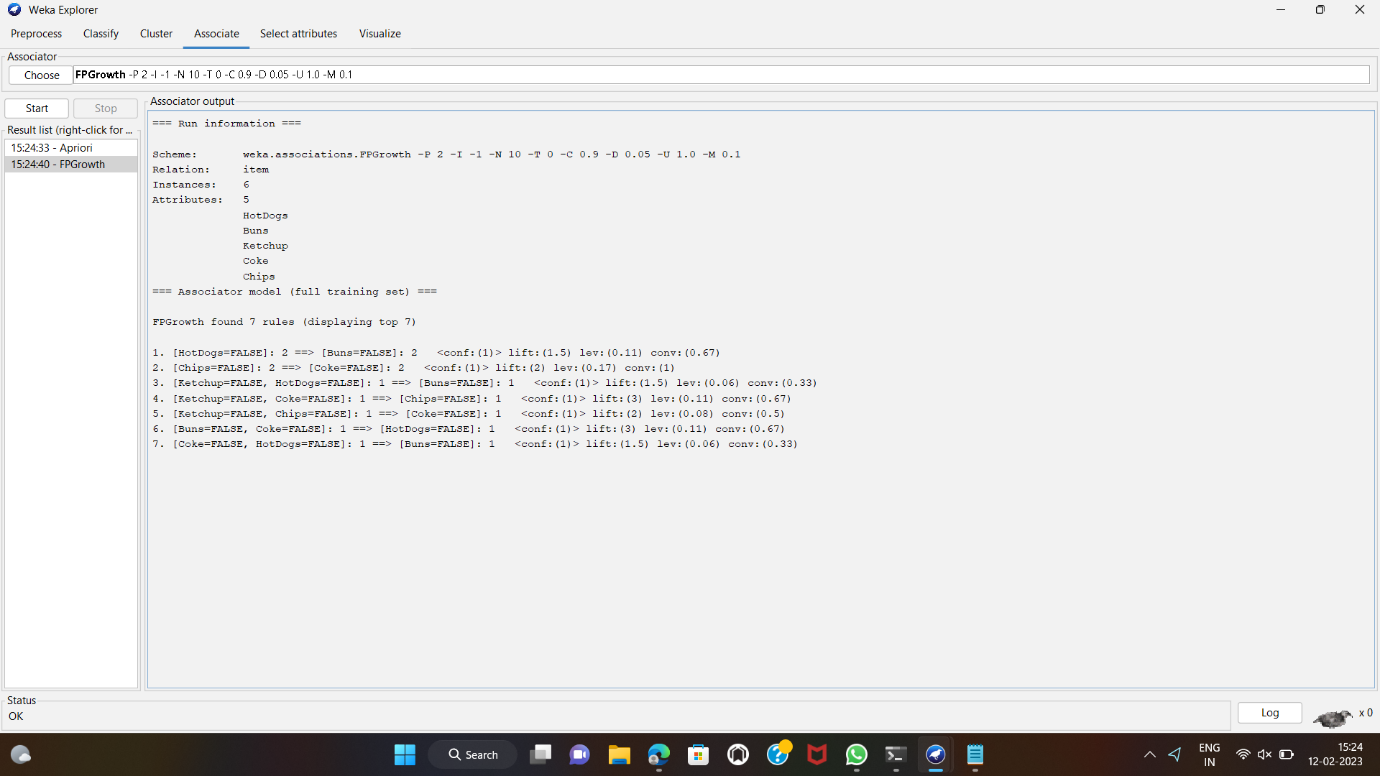 Weka Explorer
Preprocess Classify Cluster Associate Select attributes Visualize
Associator
Choose FPGrowth -P 2 -I -1 -N 10 -T 0 -C 0.9 -D 0.05 -U 1.0 -M 0.1
Start Stop
Result list (right-click for ...
15:24:33 - Apriori
15:24:40 - FPGrowth
Associator output
=== Run information ===
Scheme: weka.associations.FPGrowth -P 2 -I -1 -N 10 -T 0 -C 0.9 -D 0.05 -U 1.0 -M 0.1
Relation: item
Instances: 6
Attributes: 5
HotDogs
Buns
Ketchup
Coke
Chips
=== Associator model (full training set) ===
FPGrowth found 7 rules (displaying top 7)
1. [HotDogs=FALSE]: 2 ==> [Buns=FALSE]: 2 <conf:(1)> lift:(1.5) lev:(0.11) conv:(0.67)
2. [Chips=FALSE]: 2 ==> [Coke=FALSE]: 2 <conf:(1)> lift:(2) lev:(0.17) conv:(1)
3. [Ketchup=FALSE, HotDogs=FALSE]: 1 ==> [Buns=FALSE]: 1 <conf:(1)> lift:(1.5) lev:(0.06) conv:(0.33)
4. [Ketchup=FALSE, Coke=FALSE]: 1 ==> [Chips=FALSE]: 1 <conf:(1)> lift:(3) lev:(0.11) conv:(0.67)
5. [Ketchup=FALSE, Chips=FALSE]: 1 ==> [Coke=FALSE]: 1 <conf:(1)> lift:(2) lev:(0.08) conv:(0.5)
6. [Buns=FALSE, Coke=FALSE]: 1 ==> [HotDogs=FALSE]: 1 <conf:(1)> lift:(3) lev:(0.11) conv:(0.67)
7. [Coke=FALSE, HotDogs=FALSE]: 1 ==> [Buns=FALSE]: 1 <conf:(1)> lift:(1.5) lev:(0.06) conv:(0.33)
Status
OK
Log x 0
Search
ENG
IN
15:24
12-02-2023